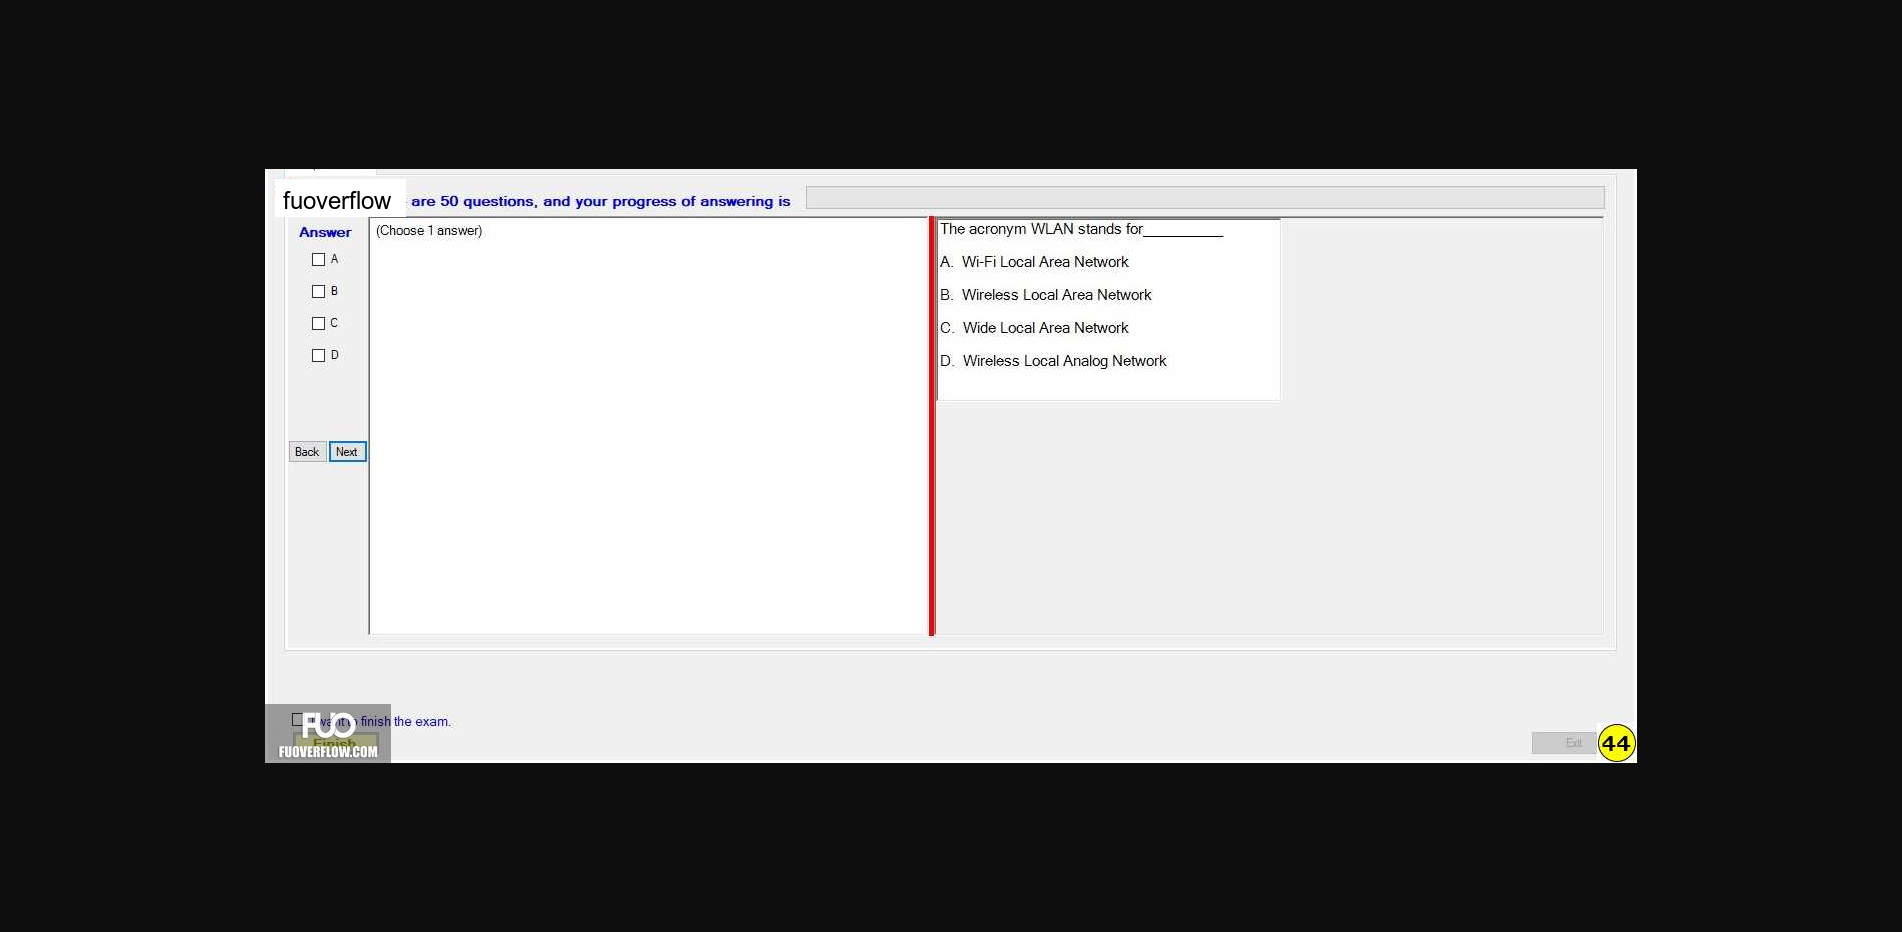 fuoverflow are 50 questions, and your progress of answering is
Answer
(Choose 1 answer)
A
B
C
D
Back Next
The acronym WLAN stands for__________
A. Wi-Fi Local Area Network
B. Wireless Local Area Network
C. Wide Local Area Network
D. Wireless Local Analog Network
I want to finish the exam.
Finish
FUO
FUOVERFLOW.COM
Exit
44